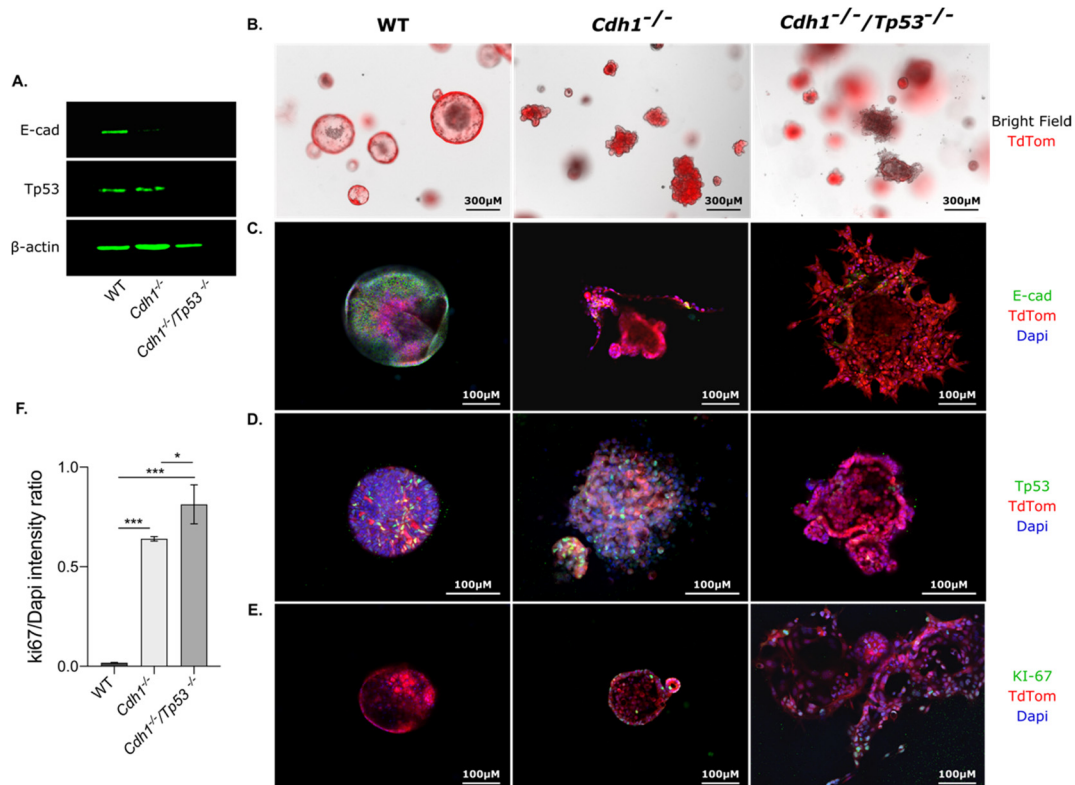 B.
WT
Cdh1-/-
Cdh1-/-/Tp53-/-
A.
E-cad
Tp53
β-actin
WT
Cdh1-/-
Cdh1-/-/Tp53 -/-
300μM
300μM
300μM
Bright Field
TdTom
C.
100μM
100μM
100μM
E-cad
TdTom
Dapi
D.
100μM
100μM
100μM
Tp53
TdTom
Dapi
E.
100μM
100μM
100μM
KI-67
TdTom
Dapi
F.
ki67/Dapi intensity ratio
1.0
0.5
0.0
***
***
*
WT
Cdh1-/-
Cdh1-/-/Tp53 -/-